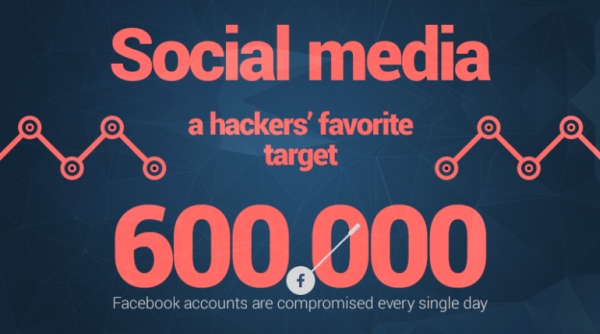 Social media
a hackers' favorite
target
600.000
Facebook accounts are compromised every single day